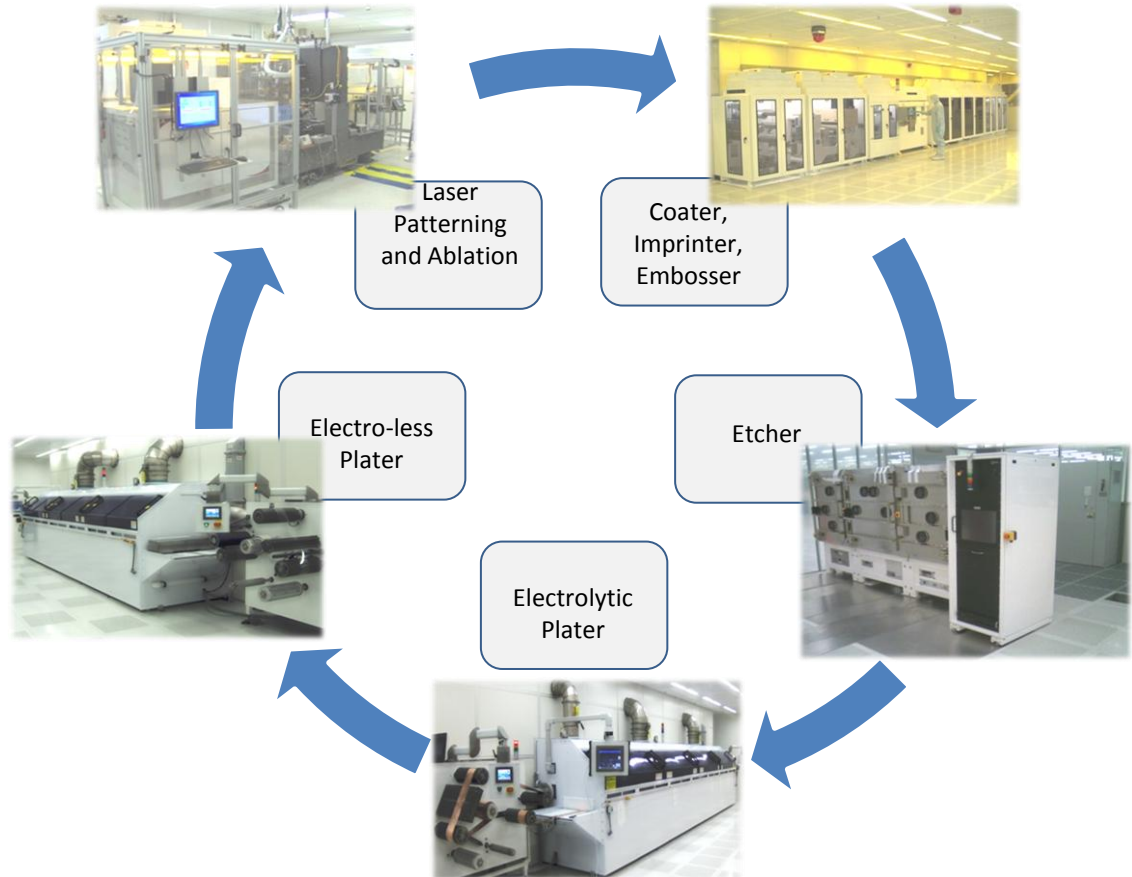 Laser
Patterning
and Ablation
Coater,
Imprinter,
Embosser
Electro-less
Plater
Etcher
Electrolytic
Plater